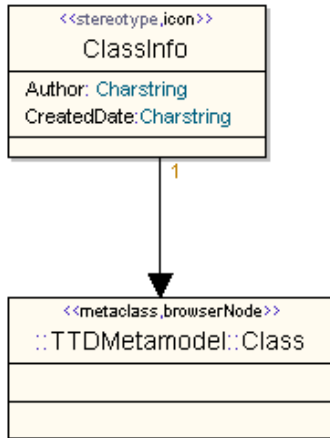 <<stereotype,icon>>
ClassInfo
Author: Charstring
CreatedDate:Charstring
1
<<metaclass,browserNode>>
::TTDMetamodel::Class